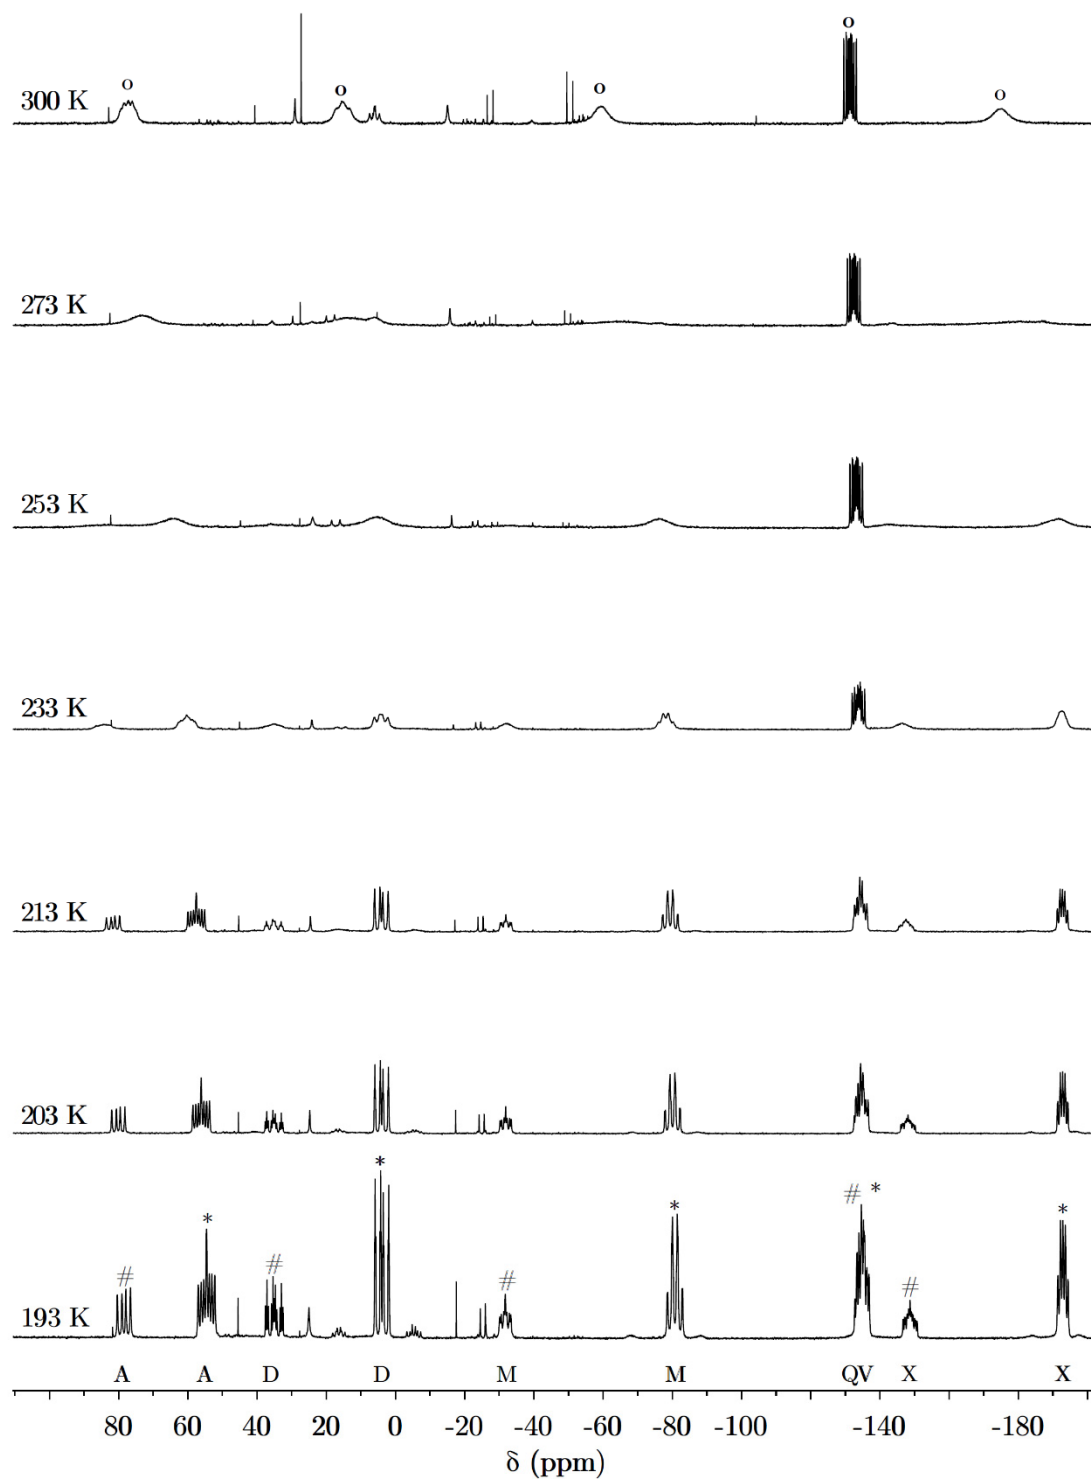 o
o
o
o
o
300 K
273 K
253 K
233 K
213 K
203 K
# *
*
*
*
*
#
#
#
#
193 K
A A D D M M QV X X
80 60 40 20 0 -20 -40 -60 -80 -100 -140 -180
δ (ppm)